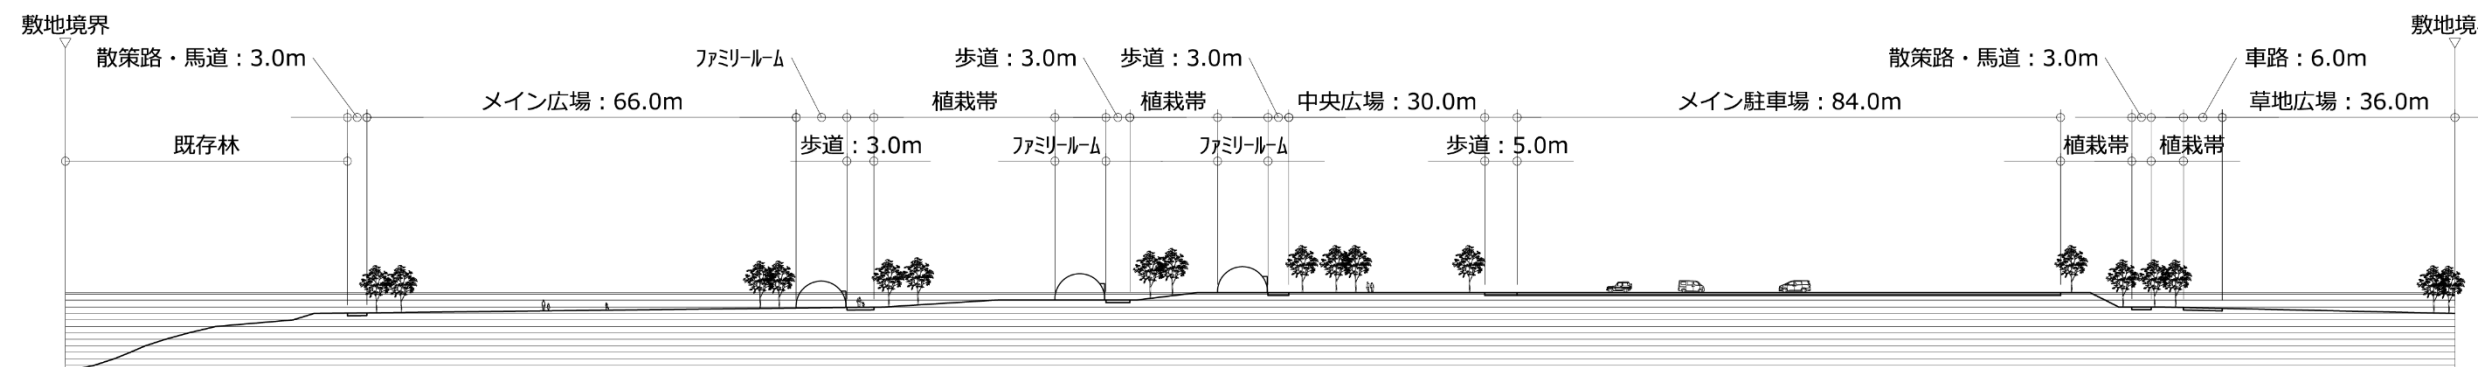 敷地境界
敷地境
散策路・馬道：3.0m
ファミリールーム
歩道：3.0m
歩道：3.0m
散策路・馬道：3.0m
車路：6.0m
メイン広場：66.0m
植栽帯
植栽帯
中央広場：30.0m
メイン駐車場：84.0m
草地広場：36.0m
既存林
歩道：3.0m
ファミリールーム
ファミリールーム
歩道：5.0m
植栽帯
植栽帯